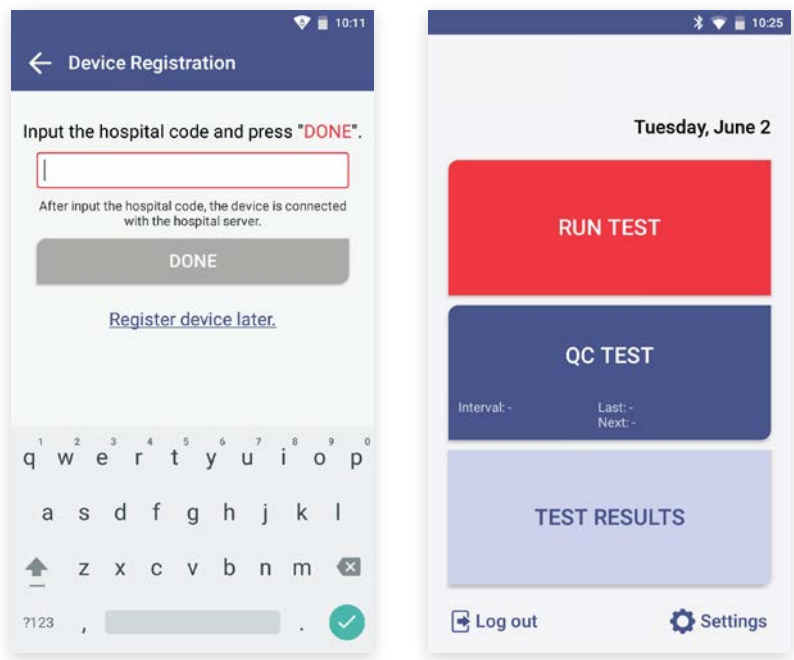 10:11
Device Registration
Input the hospital code and press "DONE".
After input the hospital code, the device is connected
with the hospital server.
DONE
Register device later.
1 2 3 4 5 6 7 8 9 0
q w e r t y u i o p
a s d f g h j k l
z x c v b n m
?123 , .
10:25
Tuesday, June 2
RUN TEST
QC TEST
Interval: - Last: -
Next: -
TEST RESULTS
Log out Settings